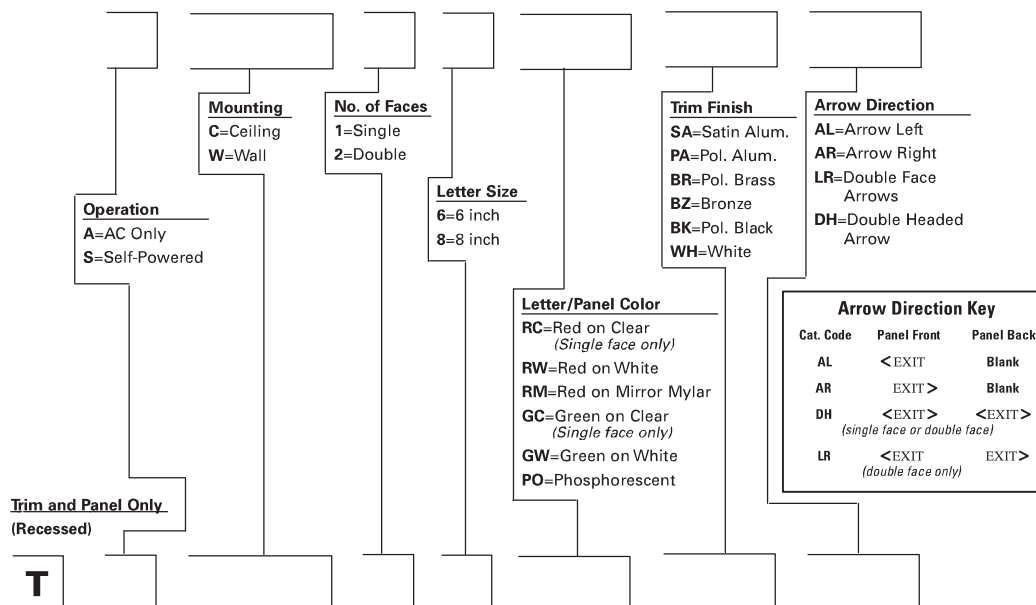 Mounting
C=Ceiling
W=Wall
No. of Faces
1=Single
2=Double
Trim Finish
SA=Satin Alum.
PA=Pol. Alum.
BR=Pol. Brass
BZ=Bronze
BK=Pol. Black
WH=White
Arrow Direction
AL=Arrow Left
AR=Arrow Right
LR=Double Face
Arrows
DH=Double Headed
Arrow
Operation
A=AC Only
S=Self-Powered
Letter Size
6=6 inch
8=8 inch
Letter/Panel Color
RC=Red on Clear
(Single face only)
RW=Red on White
RM=Red on Mirror Mylar
GC=Green on Clear
(Single face only)
GW=Green on White
PO=Phosphorescent
Arrow Direction Key
Cat. Code Panel Front Panel Back
AL <EXIT Blank
AR EXIT> Blank
DH <EXIT> <EXIT>
(single face or double face)
LR <EXIT EXIT>
(double face only)
Trim and Panel Only
(Recessed)
T